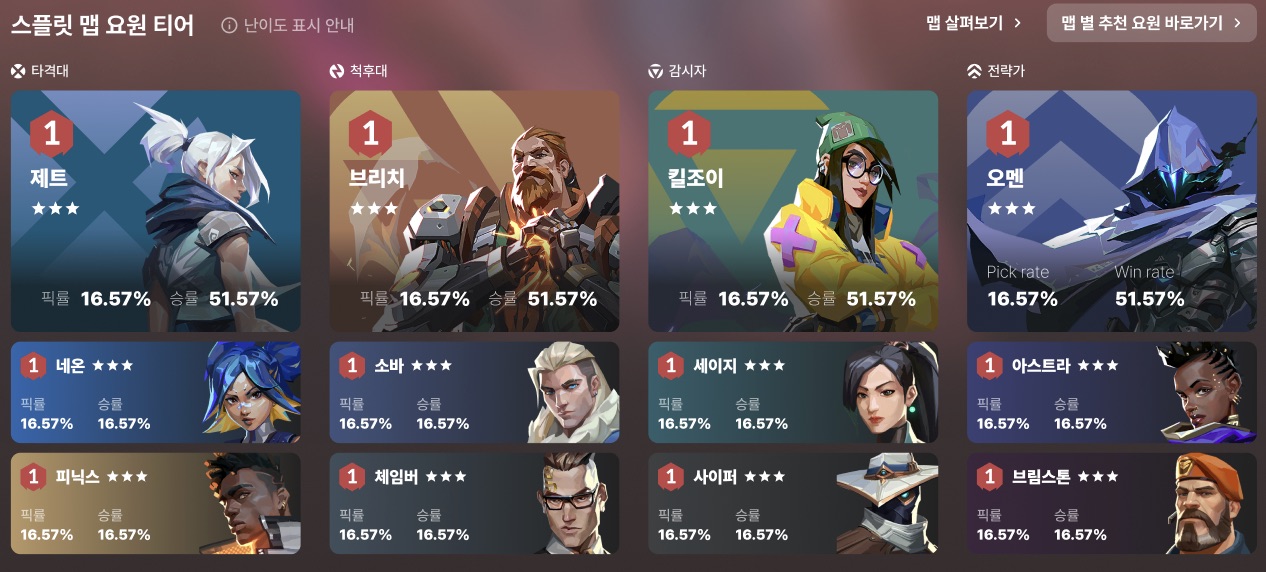 스플릿 맵 요원 티어
난이도 표시 안내
맵 살펴보기
맵 별 추천 요원 바로가기
타격대
척후대
감시자
전략가
1
제트
픽률 16.57% 승률 51.57%
1
브리치
픽률 16.57% 승률 51.57%
1
킬조이
픽률 16.57% 승률 51.57%
1
오멘
Pick rate Win rate
16.57% 51.57%
1 네온
픽률 승률
16.57% 16.57%
1 소바
픽률 승률
16.57% 16.57%
1 세이지
픽률 승률
16.57% 16.57%
1 아스트라
픽률 승률
16.57% 16.57%
1 피닉스
픽률 승률
16.57% 16.57%
1 체임버
픽률 승률
16.57% 16.57%
1 사이퍼
픽률 승률
16.57% 16.57%
1 브림스톤
픽률 승률
16.57% 16.57%